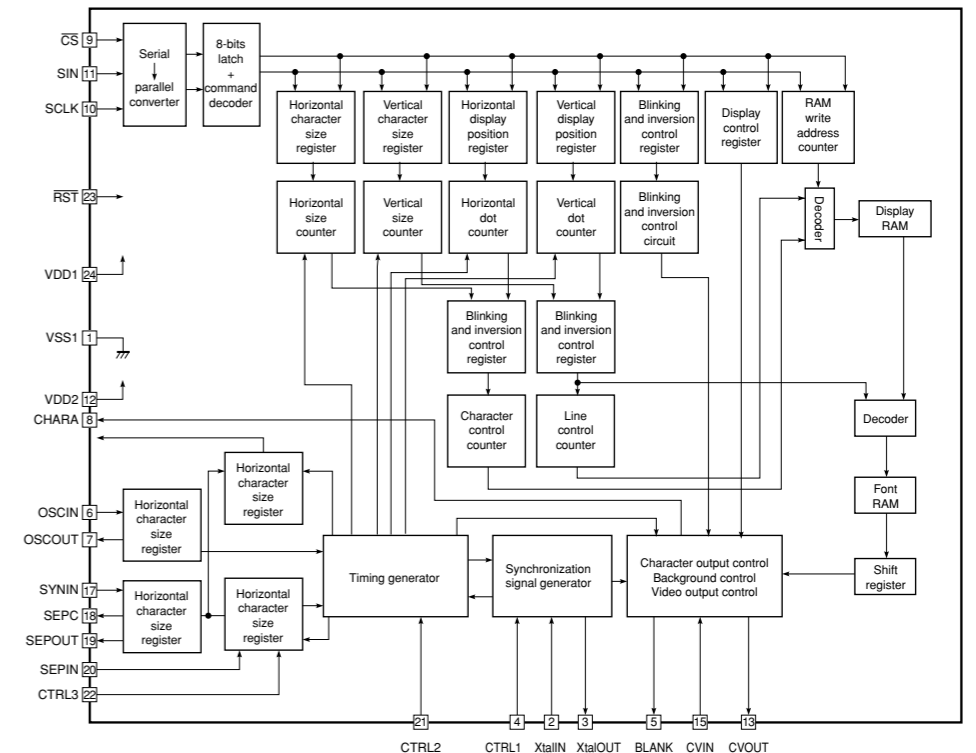 CS 9
SIN 11
SCLK 10
RST 23
VDD1 24
VSS1 1
VDD2 12
CHARA 8
OSCIN 6
OSCOUT 7
SYNIN 17
SEPC 18
SEPOUT 19
SEPIN 20
CTRL3 22
Serial
parallel
converter
8-bits
latch
+
command
decoder
Horizontal
character
size
register
Vertical
character
size
register
Horizontal
display
position
register
Vertical
display
position
register
Blinking
and inversion
control
register
Display
control
register
RAM
write
address
counter
Horizontal
size
counter
Vertical
size
counter
Horizontal
dot
counter
Vertical
dot
counter
Blinking
and inversion
control
circuit
Decoder
Display
RAM
Blinking
and inversion
control
register
Blinking
and inversion
control
register
Character
control
counter
Line
control
counter
Decoder
Font
RAM
Shift
register
Horizontal
character
size
register
Horizontal
character
size
register
Horizontal
character
size
register
Horizontal
character
size
register
Timing generator
Synchronization
signal generator
Character output control
Background control
Video output control
21 4 2 3 5 15 13
CTRL2 CTRL1 XtalIN XtalOUT BLANK CVIN CVOUT